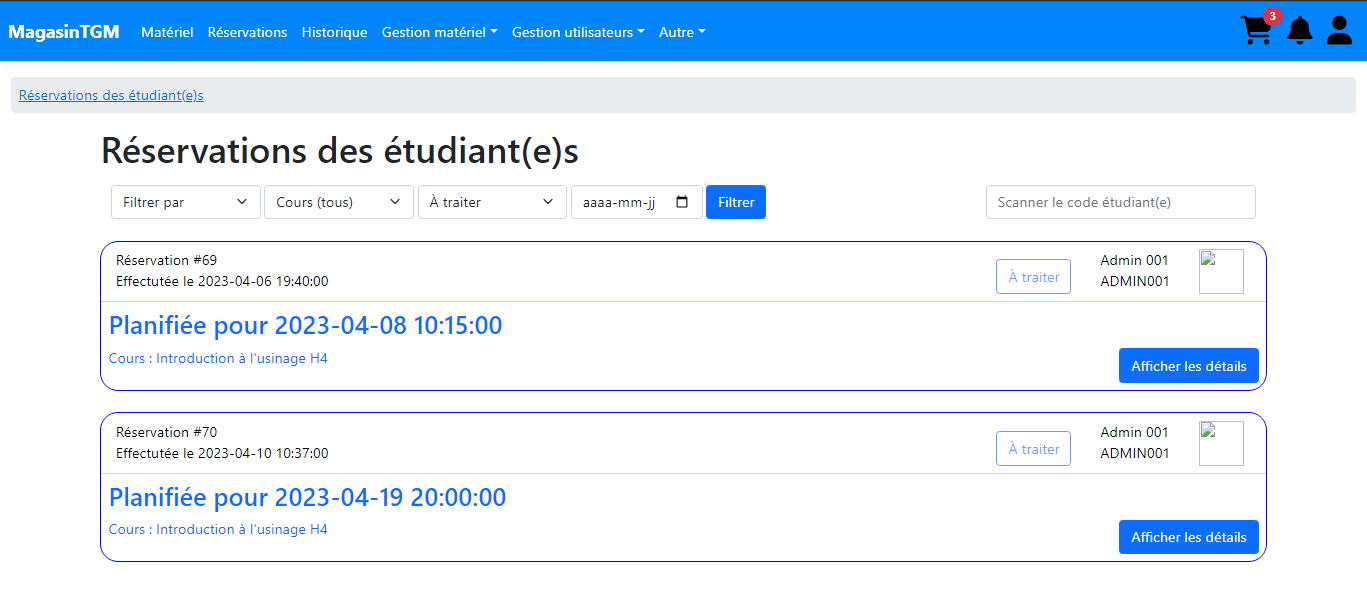 MagasinTGM Matériel Réservations Historique Gestion matériel Gestion utilisateurs Autre 3
Réservations des étudiant(e)s
Réservations des étudiant(e)s
Filtrer par Cours (tous) À traiter aaaa-mm-jj Filtrer Scanner le code étudiant(e)
Réservation #69
Effectutée le 2023-04-06 19:40:00
À traiter
Admin 001
ADMIN001
Planifiée pour 2023-04-08 10:15:00
Cours : Introduction à l'usinage H4
Afficher les détails
Réservation #70
Effectutée le 2023-04-10 10:37:00
À traiter
Admin 001
ADMIN001
Planifiée pour 2023-04-19 20:00:00
Cours : Introduction à l'usinage H4
Afficher les détails